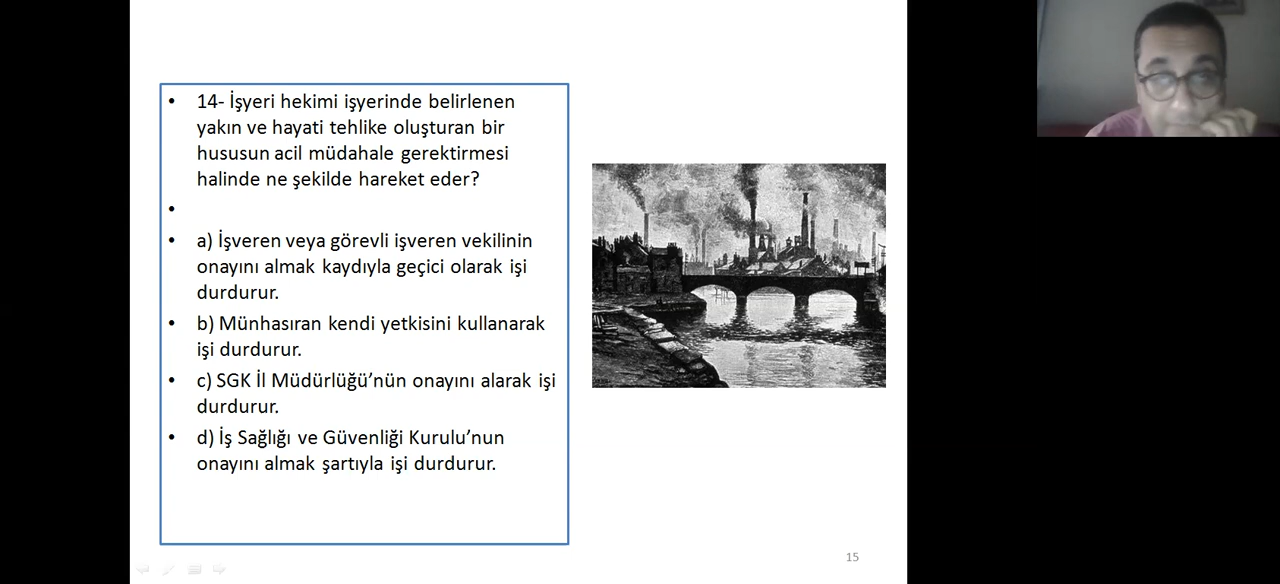 14- İşyeri hekimi işyerinde belirlenen
yakın ve hayati tehlike oluşturan bir
hususun acil müdahale gerektirmesi
halinde ne şekilde hareket eder?
a) İşveren veya görevli işveren vekilinin
onayını almak kaydıyla geçici olarak işi
durdurur.
b) Münhasıran kendi yetkisini kullanarak
işi durdurur.
c) SGK İl Müdürlüğü’nün onayını alarak işi
durdurur.
d) İş Sağlığı ve Güvenliği Kurulu’nun
onayını almak şartıyla işi durdurur.
15